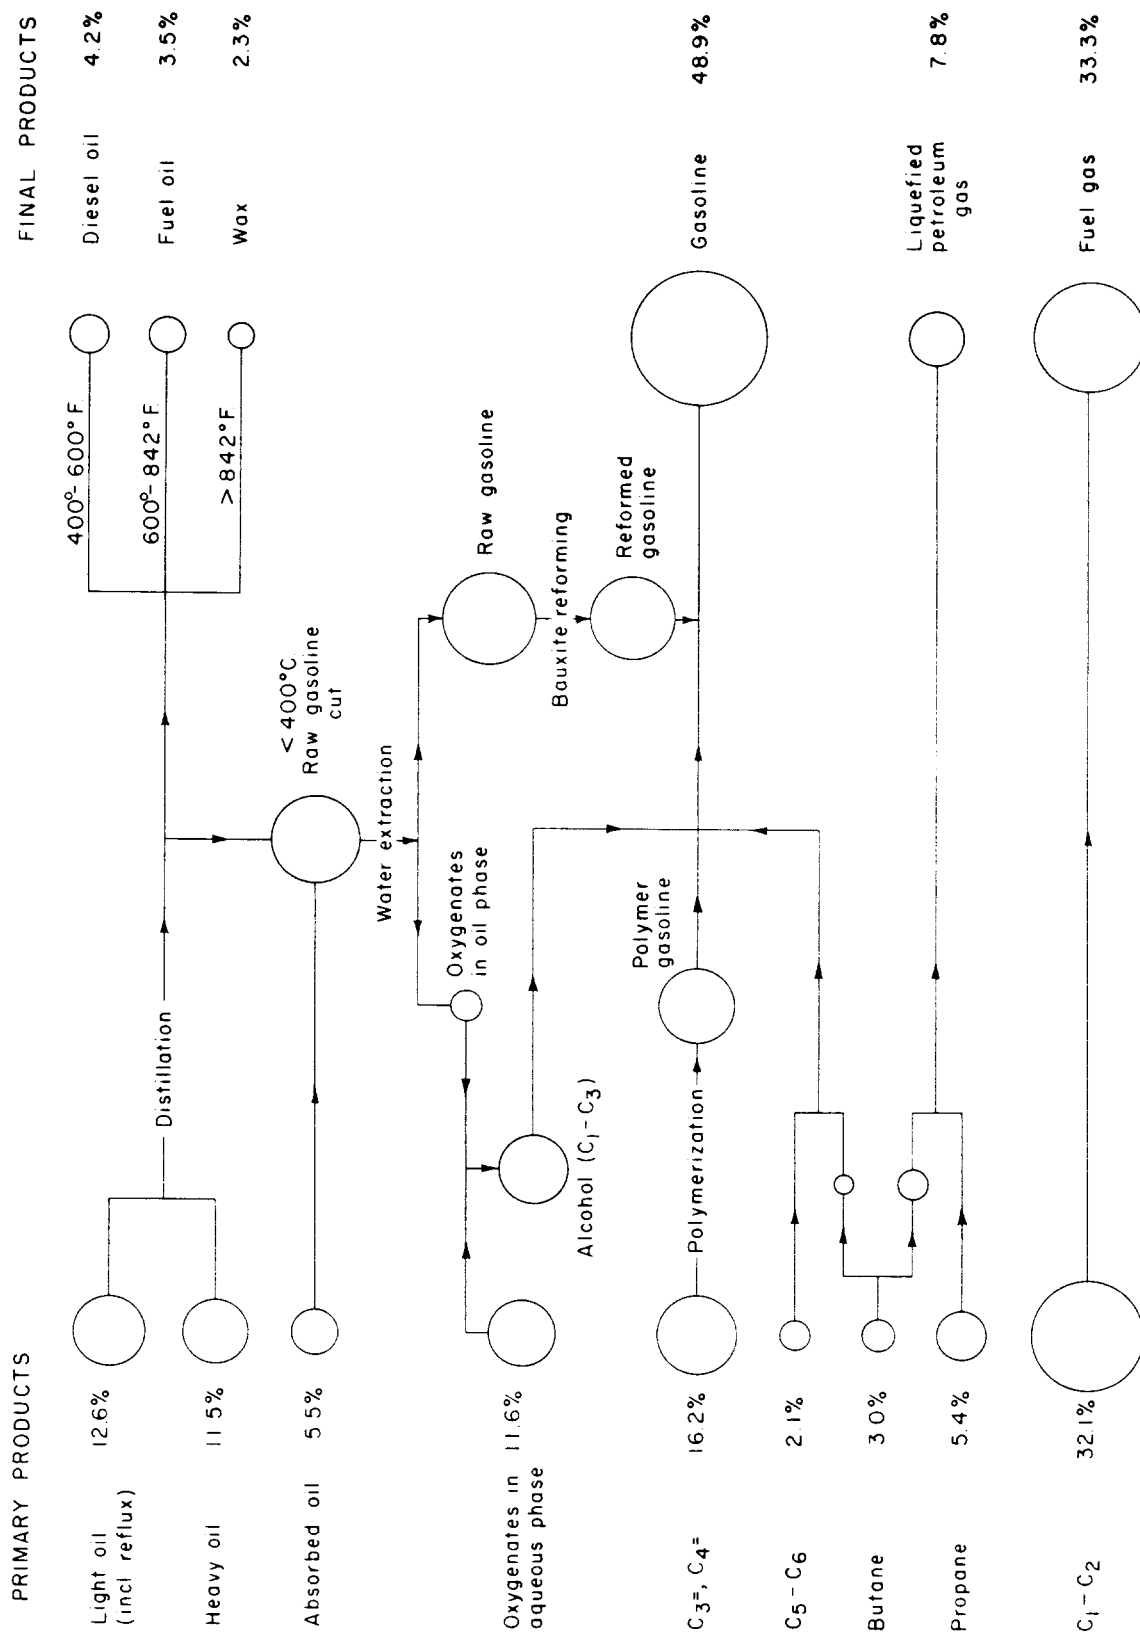 PRIMARY PRODUCTS
FINAL PRODUCTS
Light oil
(incl reflux)
12.6%
Heavy oil
11 5%
Absorbed oil
5 5%
Oxygenates in
aqueous phase
11.6%
C3=, C4=
16.2%
C5-C6
2.1%
Butane
3 0%
Propane
5.4%
C1-C2
32.1%
Distillation
400°-600°F
600°-842°F
>842°F
<400°C
Raw gasoline
cut
Water extraction
Oxygenates
in oil phase
Alcohol (C1-C3)
Raw gasoline
Bauxite reforming
Reformed
gasoline
Polymerization
Polymer
gasoline
Diesel oil
4.2%
Fuel oil
3.5%
Wax
2.3%
Gasoline
48.9%
Liquefied
petroleum
gas
7.8%
Fuel gas
33.3%